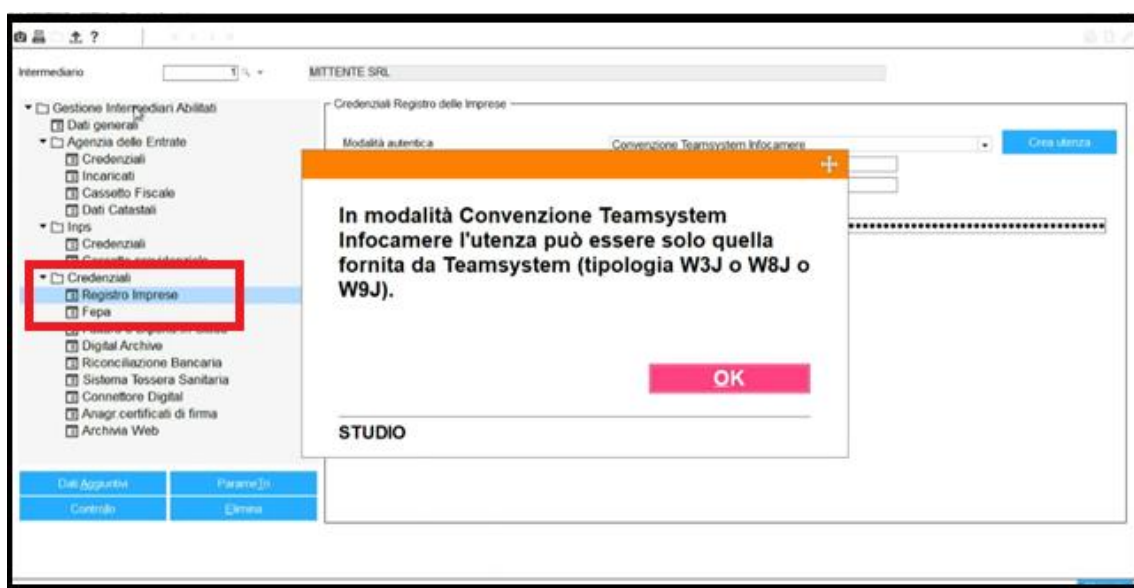 ?
Intermediario 1 MITTENTE SRL
Gestione Intermediari Abilitati
Dati generali
Agenzia delle Entrate
Credenziali
Incaricati
Cassetto Fiscale
Dati Catastali
Inps
Credenziali
Credenziali
Registro Imprese
Fepa
Digital Archive
Riconciliazione Bancaria
Sistema Tessera Sanitaria
Connettore Digital
Anagr.certificati di firma
Archivia Web
Dati Aggiuntivi ParameTri
Controllo Elimina
Credenziali Registro delle Imprese
Modalità autentica Convenzione Teamsystem Infocamere Crea utenza
In modalità Convenzione Teamsystem
Infocamere l'utenza può essere solo quella
fornita da Teamsystem (tipologia W3J o W8J o
W9J).
OK
STUDIO